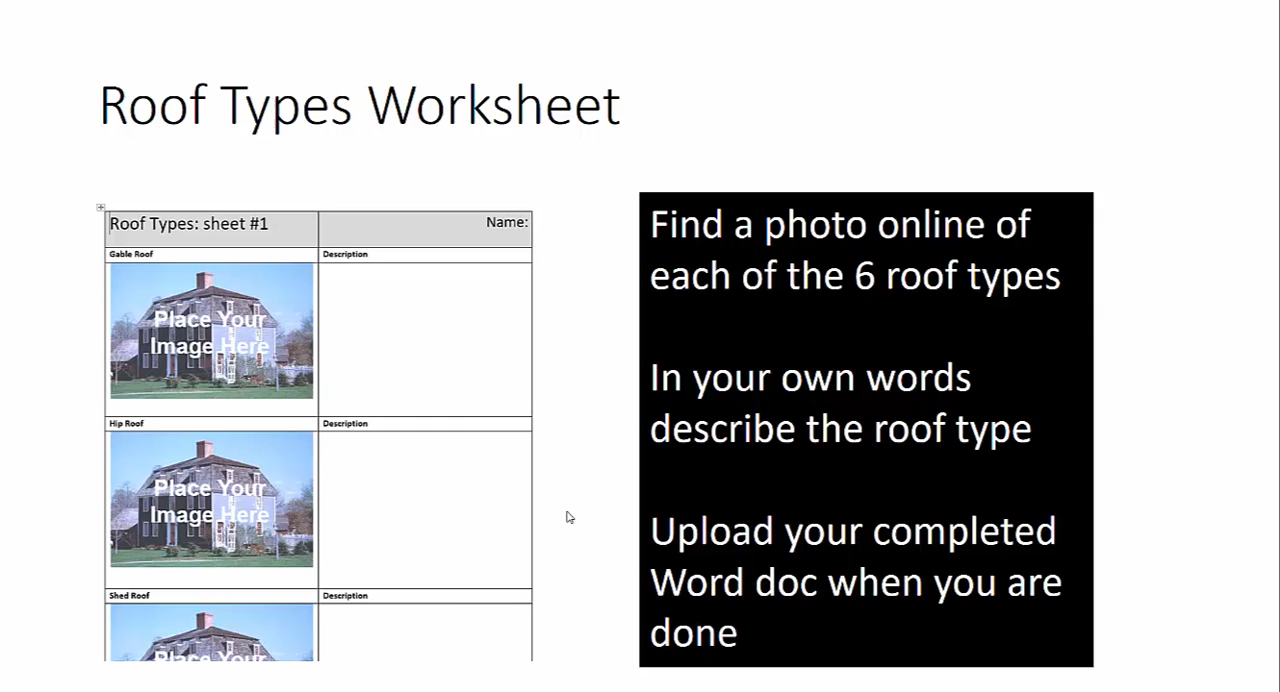 Roof Types Worksheet
Roof Types: sheet #1
Name:
Gable Roof
Description
Place Your
Image Here
Hip Roof
Description
Place Your
Image Here
Shed Roof
Description
Place Your
Find a photo online of
each of the 6 roof types
In your own words
describe the roof type
Upload your completed
Word doc when you are
done